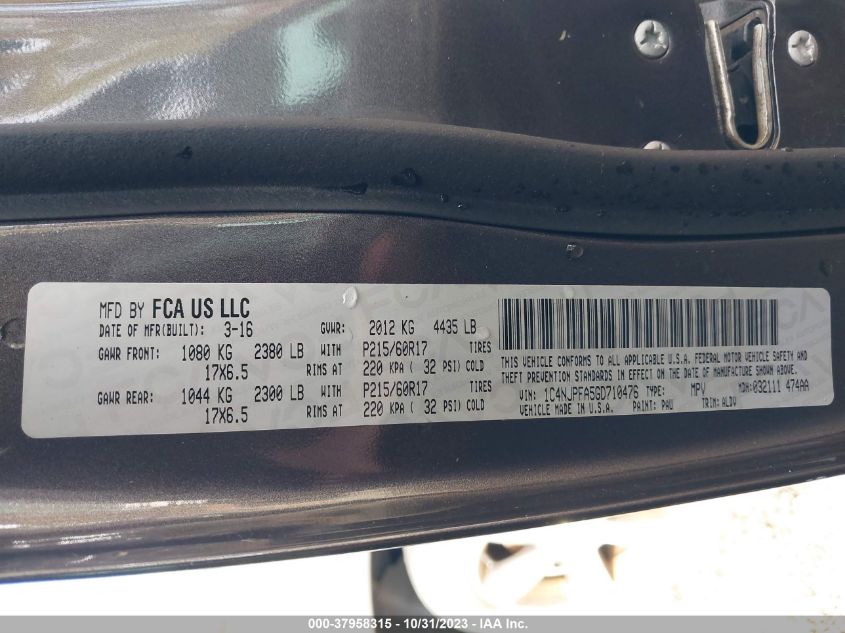 MFD BY FCA US LLC
DATE OF MFR(BUILT): 3-16 GVWR: 2012 KG 4435 LB
GAWR FRONT: 1080 KG 2380 LB WITH P215/60R17 TIRES
17X6.5 RIMS AT 220 KPA ( 32 PSI) COLD
GAWR REAR: 1044 KG 2300 LB WITH P215/60R17 TIRES
17X6.5 RIMS AT 220 KPA ( 32 PSI) COLD
THIS VEHICLE CONFORMS TO ALL APPLICABLE U.S.A. FEDERAL MOTOR VEHICLE SAFETY AND
THEFT PREVENTION STANDARDS IN EFFECT ON THE DATE OF MANUFACTURE SHOWN ABOVE.
VIN: 1C4NJPFA5GD710476 TYPE: MPV MDH:032111 474AA
VEHICLE MADE IN U.S.A. PAINT: PAU TRIM: ALDV
000-37958315 - 10/31/2023 - IAA Inc.